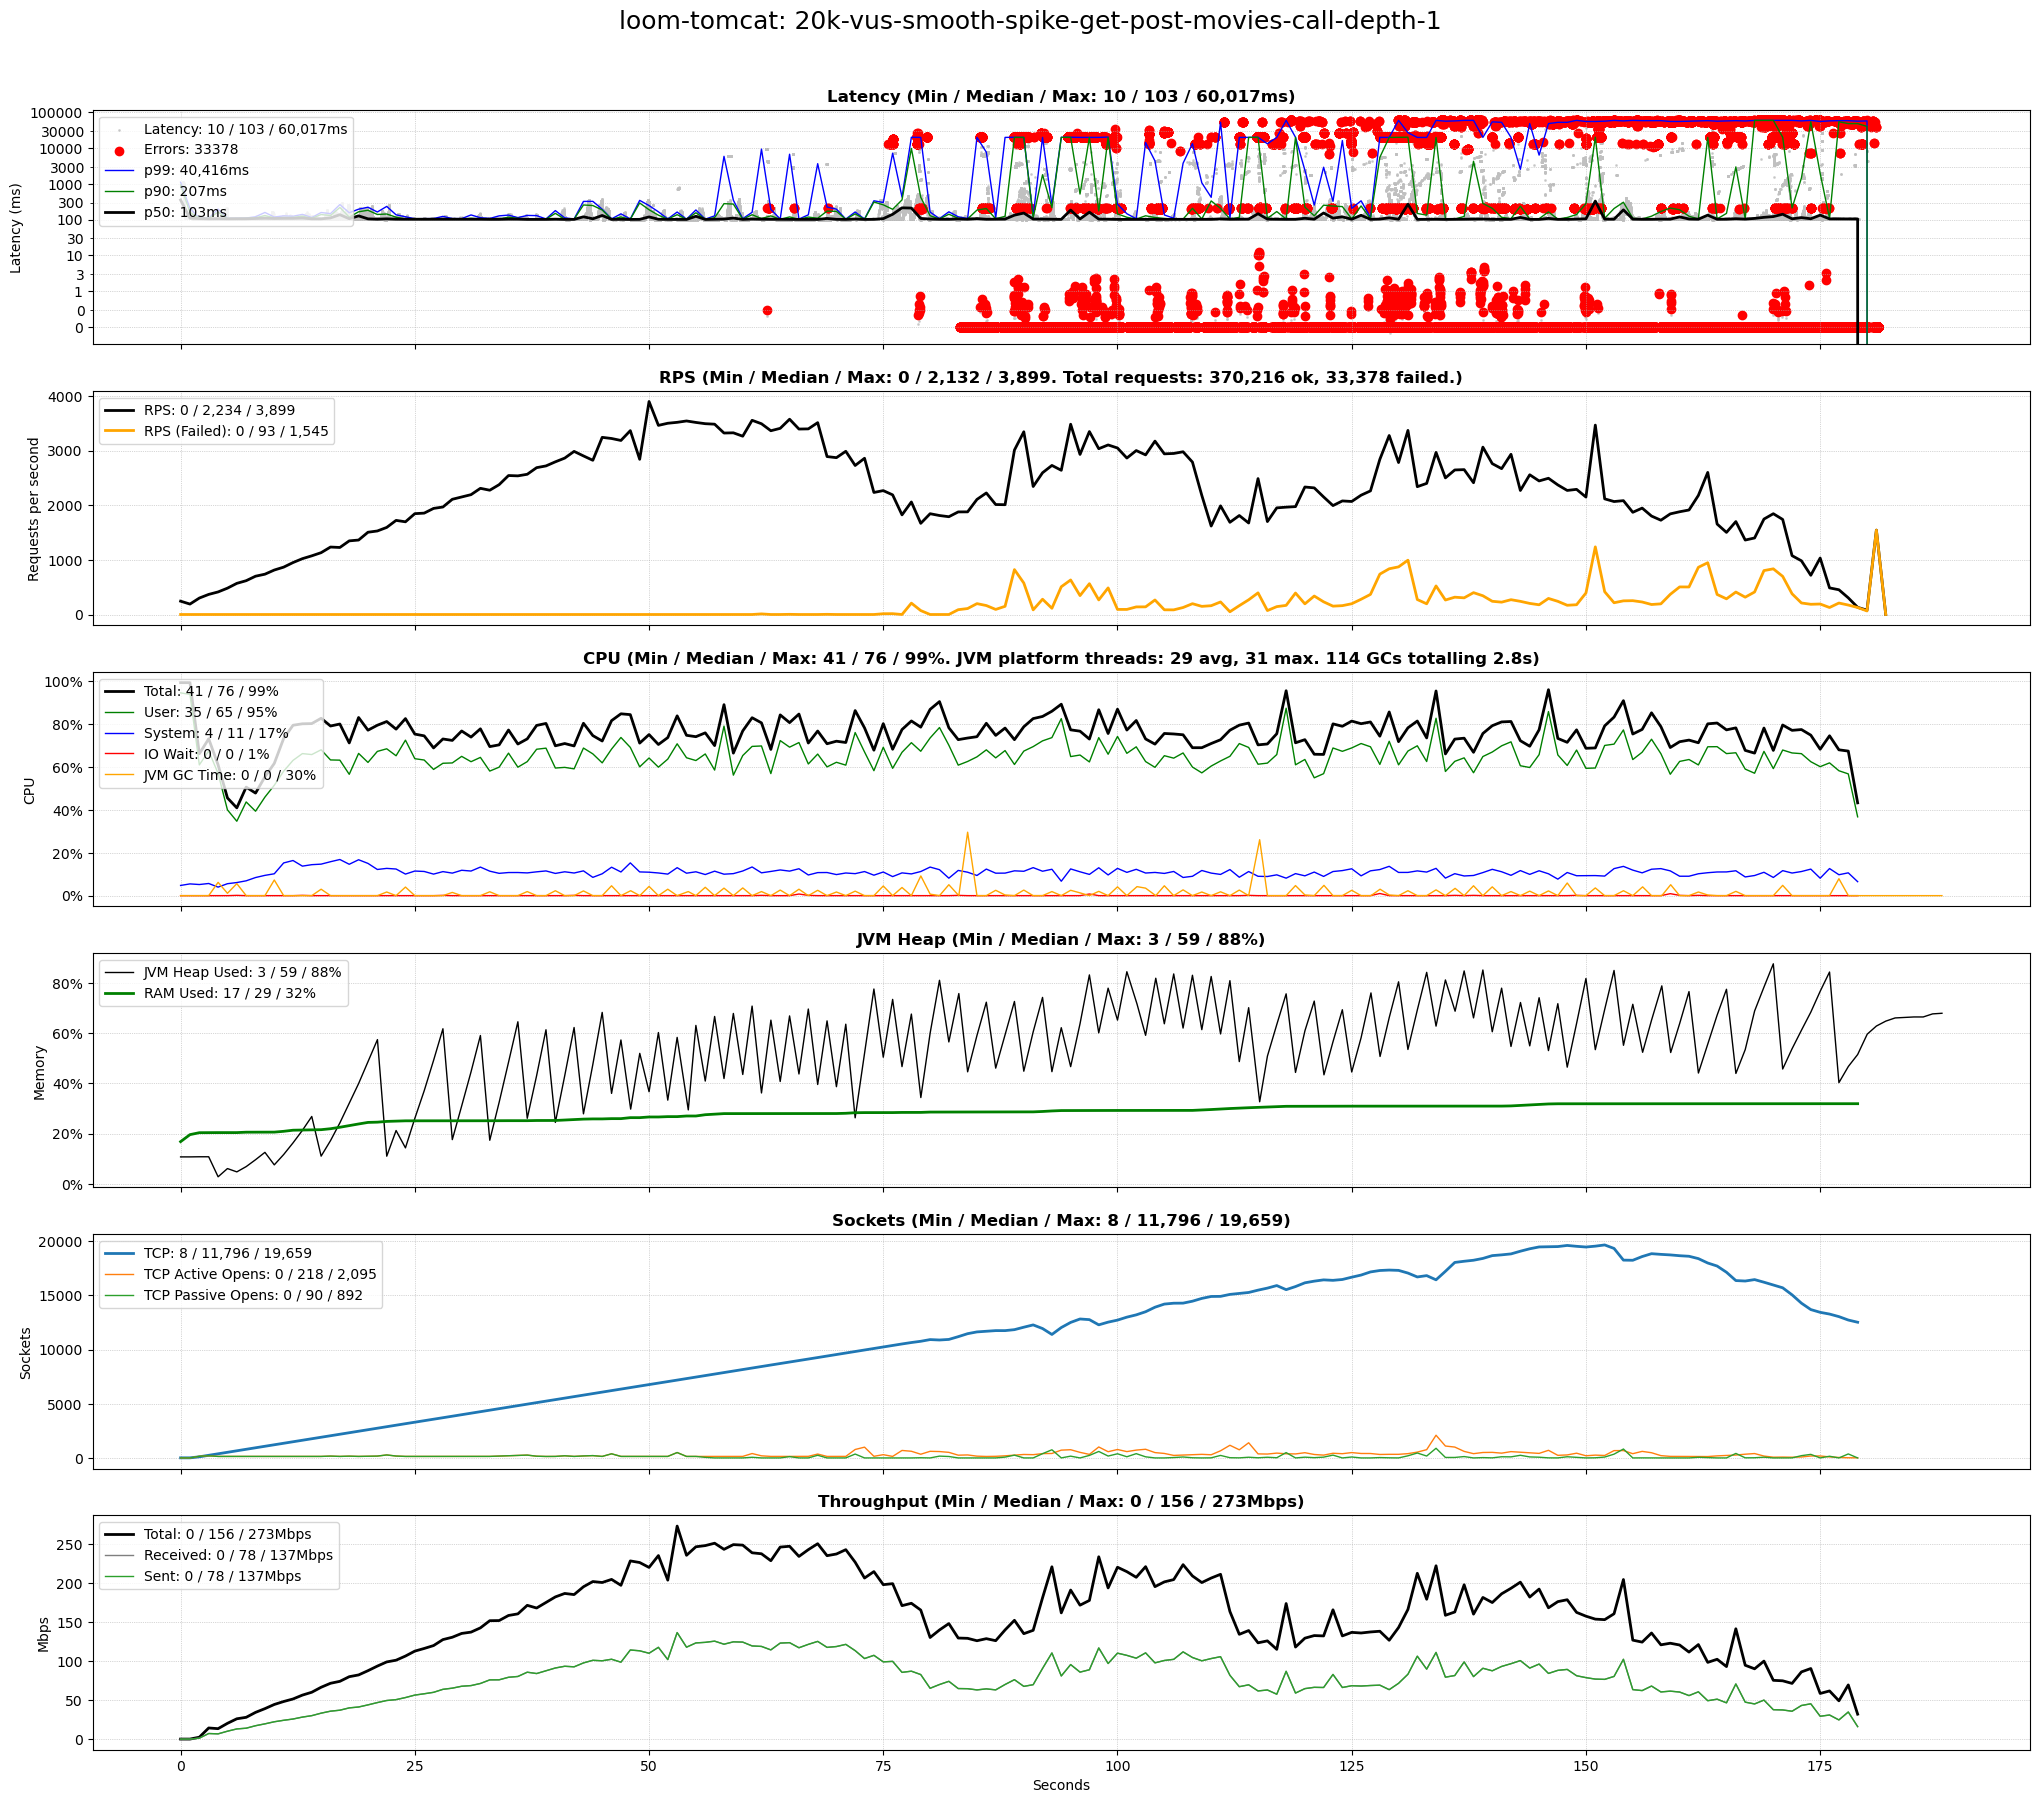 loom-tomcat: 20k-vus-smooth-spike-get-post-movies-call-depth-1
Latency (Min / Median / Max: 10 / 103 / 60,017ms)
Latency (ms)
100000
30000
10000
3000
1000
300
100
30
10
3
1
0
0
Latency: 10 / 103 / 60,017ms
Errors: 33378
p99: 40,416ms
p90: 207ms
p50: 103ms
RPS (Min / Median / Max: 0 / 2,132 / 3,899. Total requests: 370,216 ok, 33,378 failed.)
Requests per second
4000
3000
2000
1000
0
RPS: 0 / 2,234 / 3,899
RPS (Failed): 0 / 93 / 1,545
CPU (Min / Median / Max: 41 / 76 / 99%. JVM platform threads: 29 avg, 31 max. 114 GCs totalling 2.8s)
CPU
100%
80%
60%
40%
20%
0%
Total: 41 / 76 / 99%
User: 35 / 65 / 95%
System: 4 / 11 / 17%
IO Wait: 0 / 0 / 1%
JVM GC Time: 0 / 0 / 30%
JVM Heap (Min / Median / Max: 3 / 59 / 88%)
Memory
80%
60%
40%
20%
0%
JVM Heap Used: 3 / 59 / 88%
RAM Used: 17 / 29 / 32%
Sockets (Min / Median / Max: 8 / 11,796 / 19,659)
Sockets
20000
15000
10000
5000
0
TCP: 8 / 11,796 / 19,659
TCP Active Opens: 0 / 218 / 2,095
TCP Passive Opens: 0 / 90 / 892
Throughput (Min / Median / Max: 0 / 156 / 273Mbps)
Mbps
250
200
150
100
50
0
Total: 0 / 156 / 273Mbps
Received: 0 / 78 / 137Mbps
Sent: 0 / 78 / 137Mbps
0 25 50 75 100 125 150 175
Seconds